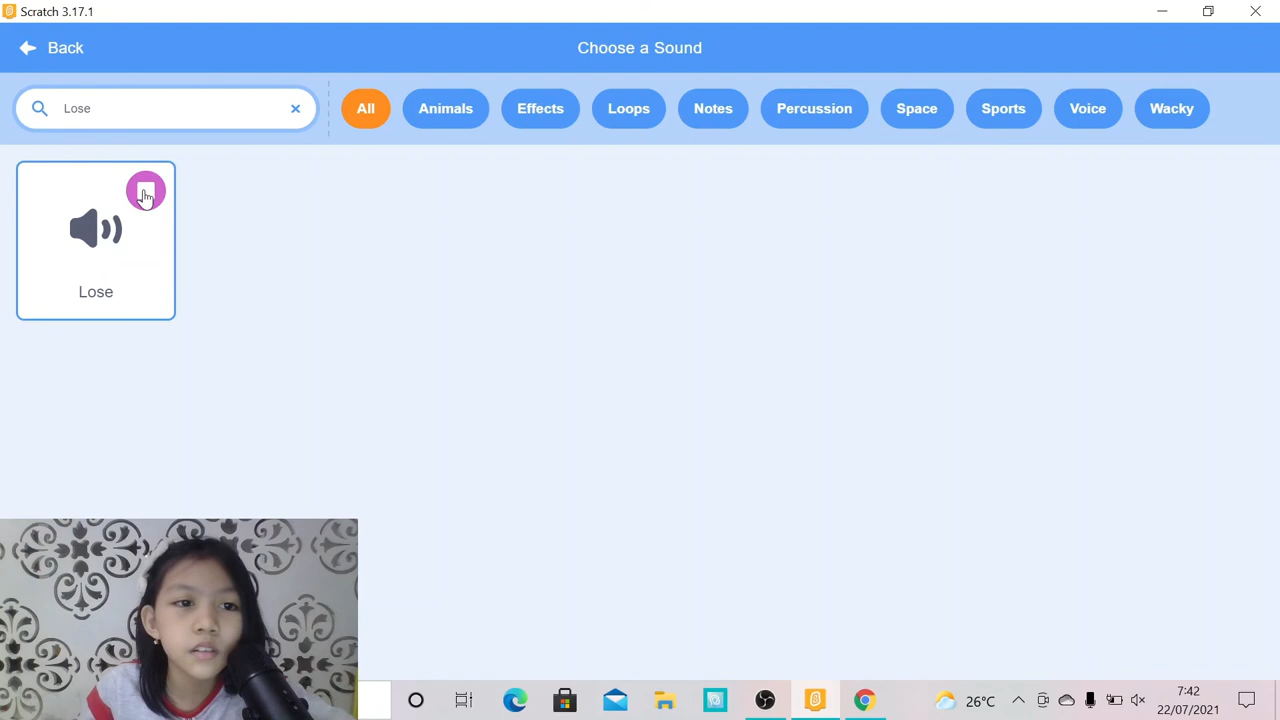 Scratch 3.17.1
Back
Choose a Sound
Lose
All
Animals
Effects
Loops
Notes
Percussion
Space
Sports
Voice
Wacky
Lose
26°C
7:42
22/07/2021